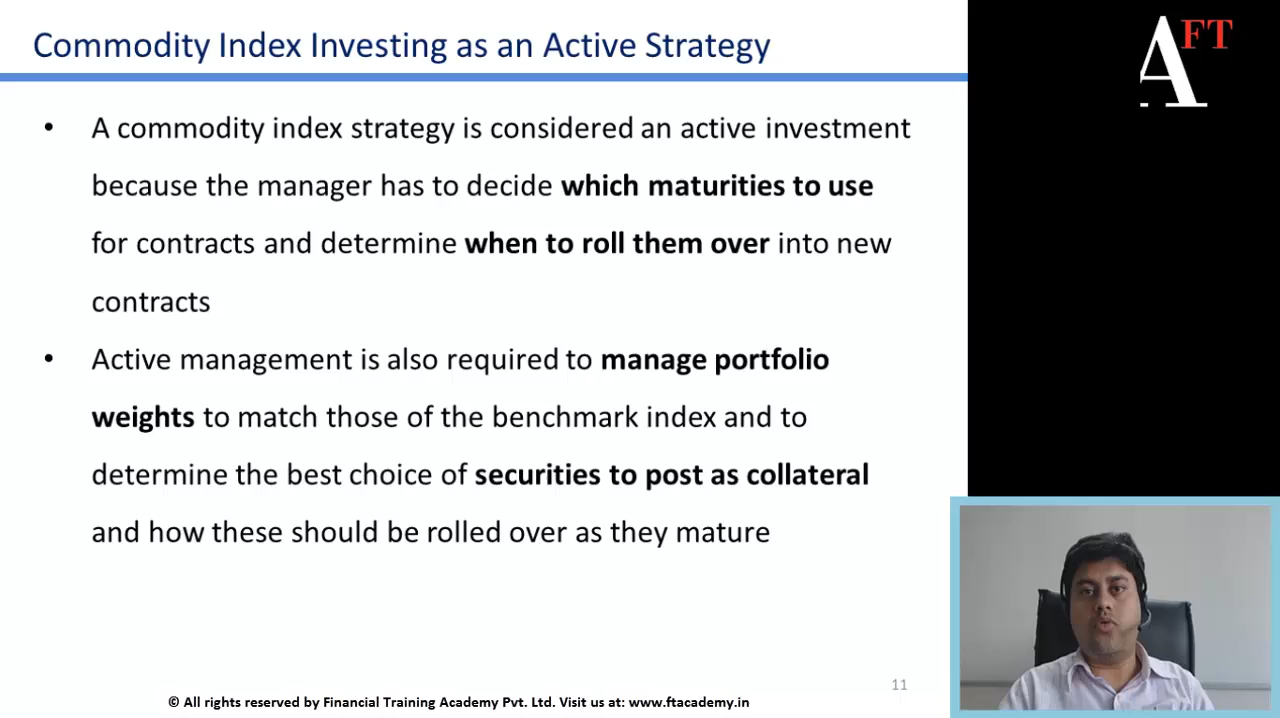 Commodity Index Investing as an Active Strategy
AFT
• A commodity index strategy is considered an active investment
because the manager has to decide which maturities to use
for contracts and determine when to roll them over into new
contracts
• Active management is also required to manage portfolio
weights to match those of the benchmark index and to
determine the best choice of securities to post as collateral
and how these should be rolled over as they mature
11
© All rights reserved by Financial Training Academy Pvt. Ltd. Visit us at: www.ftacademy.in